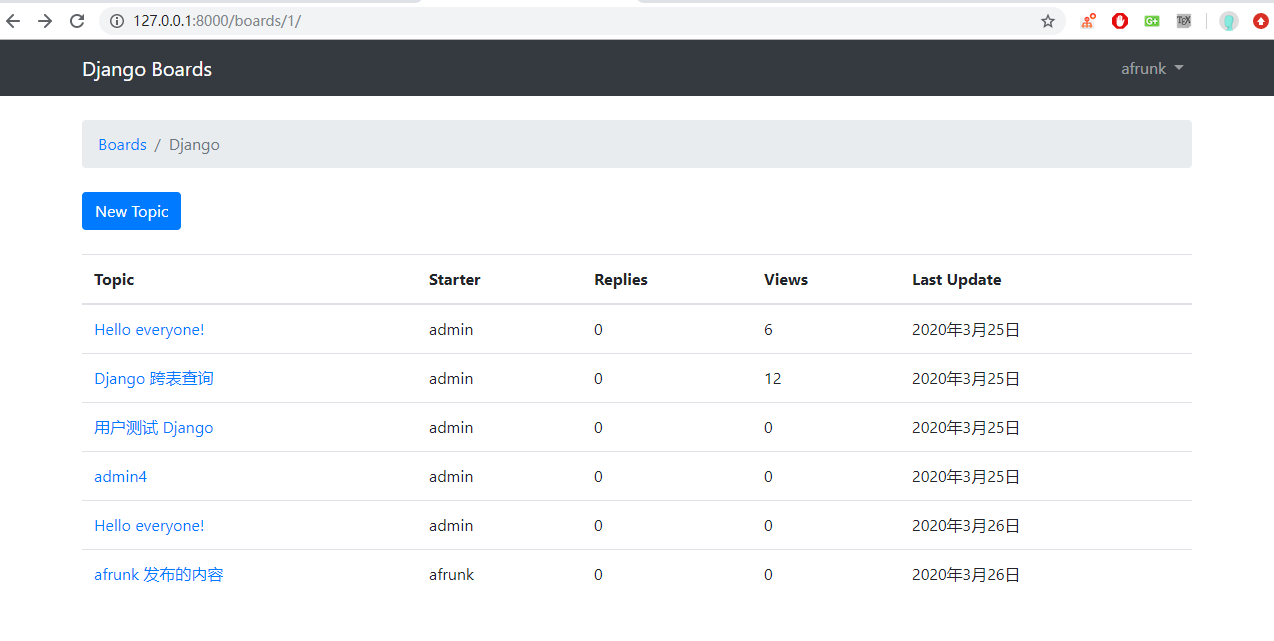 127.0.0.1:8000/boards/1/
G+ TEX
Django Boards afrunk
Boards / Django
New Topic
Topic Starter Replies Views Last Update
Hello everyone! admin 0 6 2020年3月25日
Django 跨表查询 admin 0 12 2020年3月25日
用户测试 Django admin 0 0 2020年3月25日
admin4 admin 0 0 2020年3月25日
Hello everyone! admin 0 0 2020年3月26日
afrunk 发布的内容 afrunk 0 0 2020年3月26日